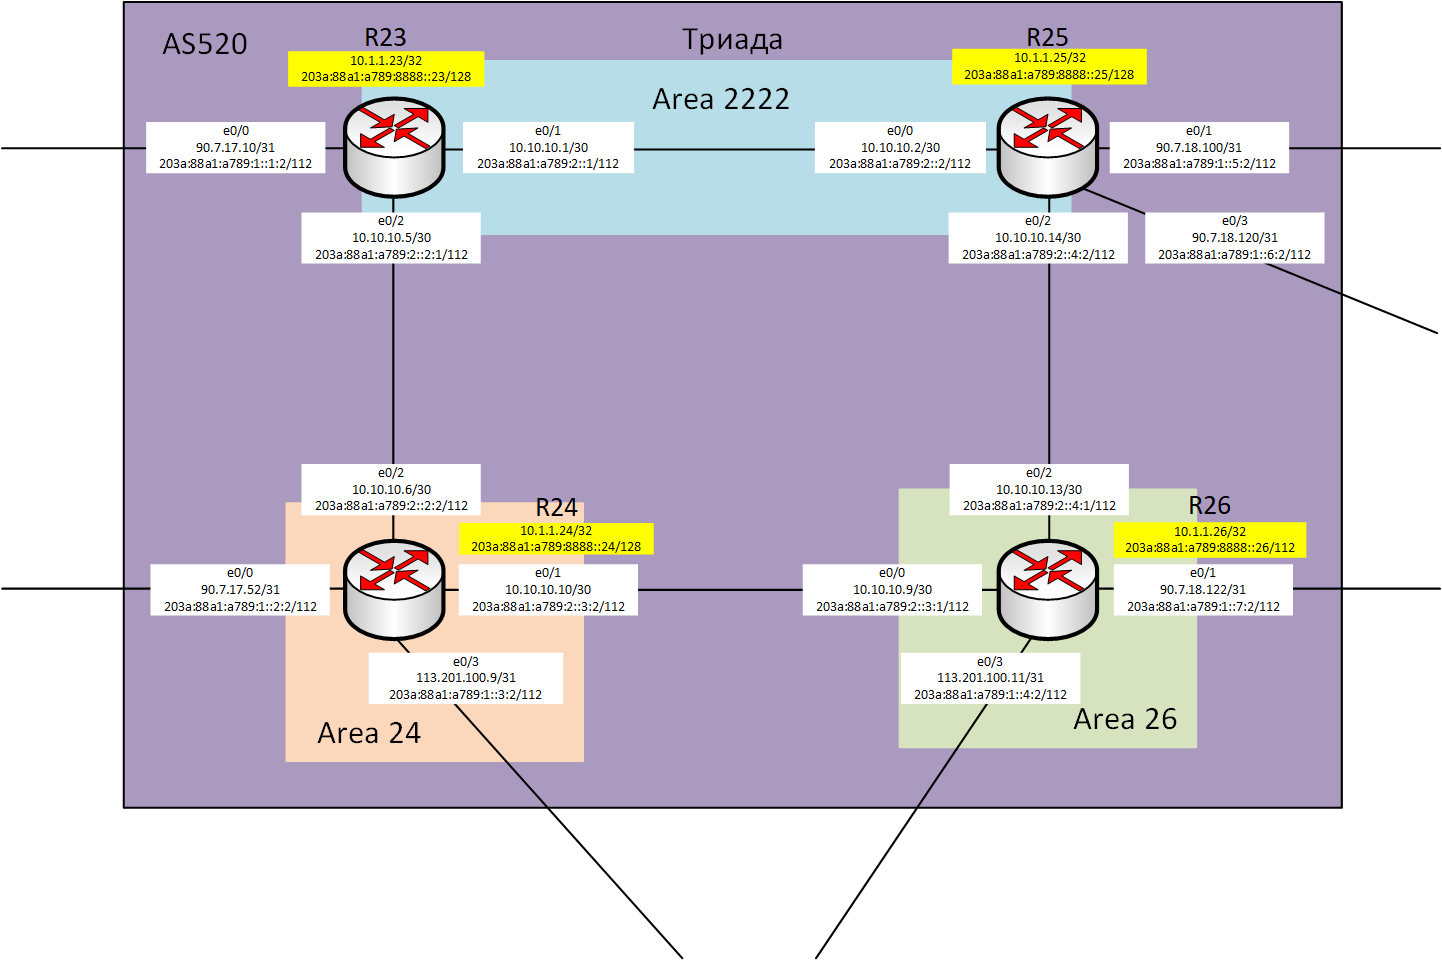 AS520
Триада
R23
10.1.1.23/32
203a:88a1:a789:8888::23/128
R25
10.1.1.25/32
203a:88a1:a789:8888::25/128
Area 2222
e0/0
90.7.17.10/31
203a:88a1:a789:1::1:2/112
e0/1
10.10.10.1/30
203a:88a1:a789:2::1/112
e0/0
10.10.10.2/30
203a:88a1:a789:2::2/112
e0/1
90.7.18.100/31
203a:88a1:a789:1::5:2/112
e0/2
10.10.10.5/30
203a:88a1:a789:2::2:1/112
e0/2
10.10.10.14/30
203a:88a1:a789:2::4:2/112
e0/3
90.7.18.120/31
203a:88a1:a789:1::6:2/112
e0/2
10.10.10.6/30
203a:88a1:a789:2::2:2/112
R24
10.1.1.24/32
203a:88a1:a789:8888::24/128
e0/2
10.10.10.13/30
203a:88a1:a789:2::4:1/112
R26
10.1.1.26/32
203a:88a1:a789:8888::26/112
e0/0
90.7.17.52/31
203a:88a1:a789:1::2:2/112
e0/1
10.10.10.10/30
203a:88a1:a789:2::3:2/112
e0/0
10.10.10.9/30
203a:88a1:a789:2::3:1/112
e0/1
90.7.18.122/31
203a:88a1:a789:1::7:2/112
e0/3
113.201.100.9/31
203a:88a1:a789:1::3:2/112
e0/3
113.201.100.11/31
203a:88a1:a789:1::4:2/112
Area 24
Area 26